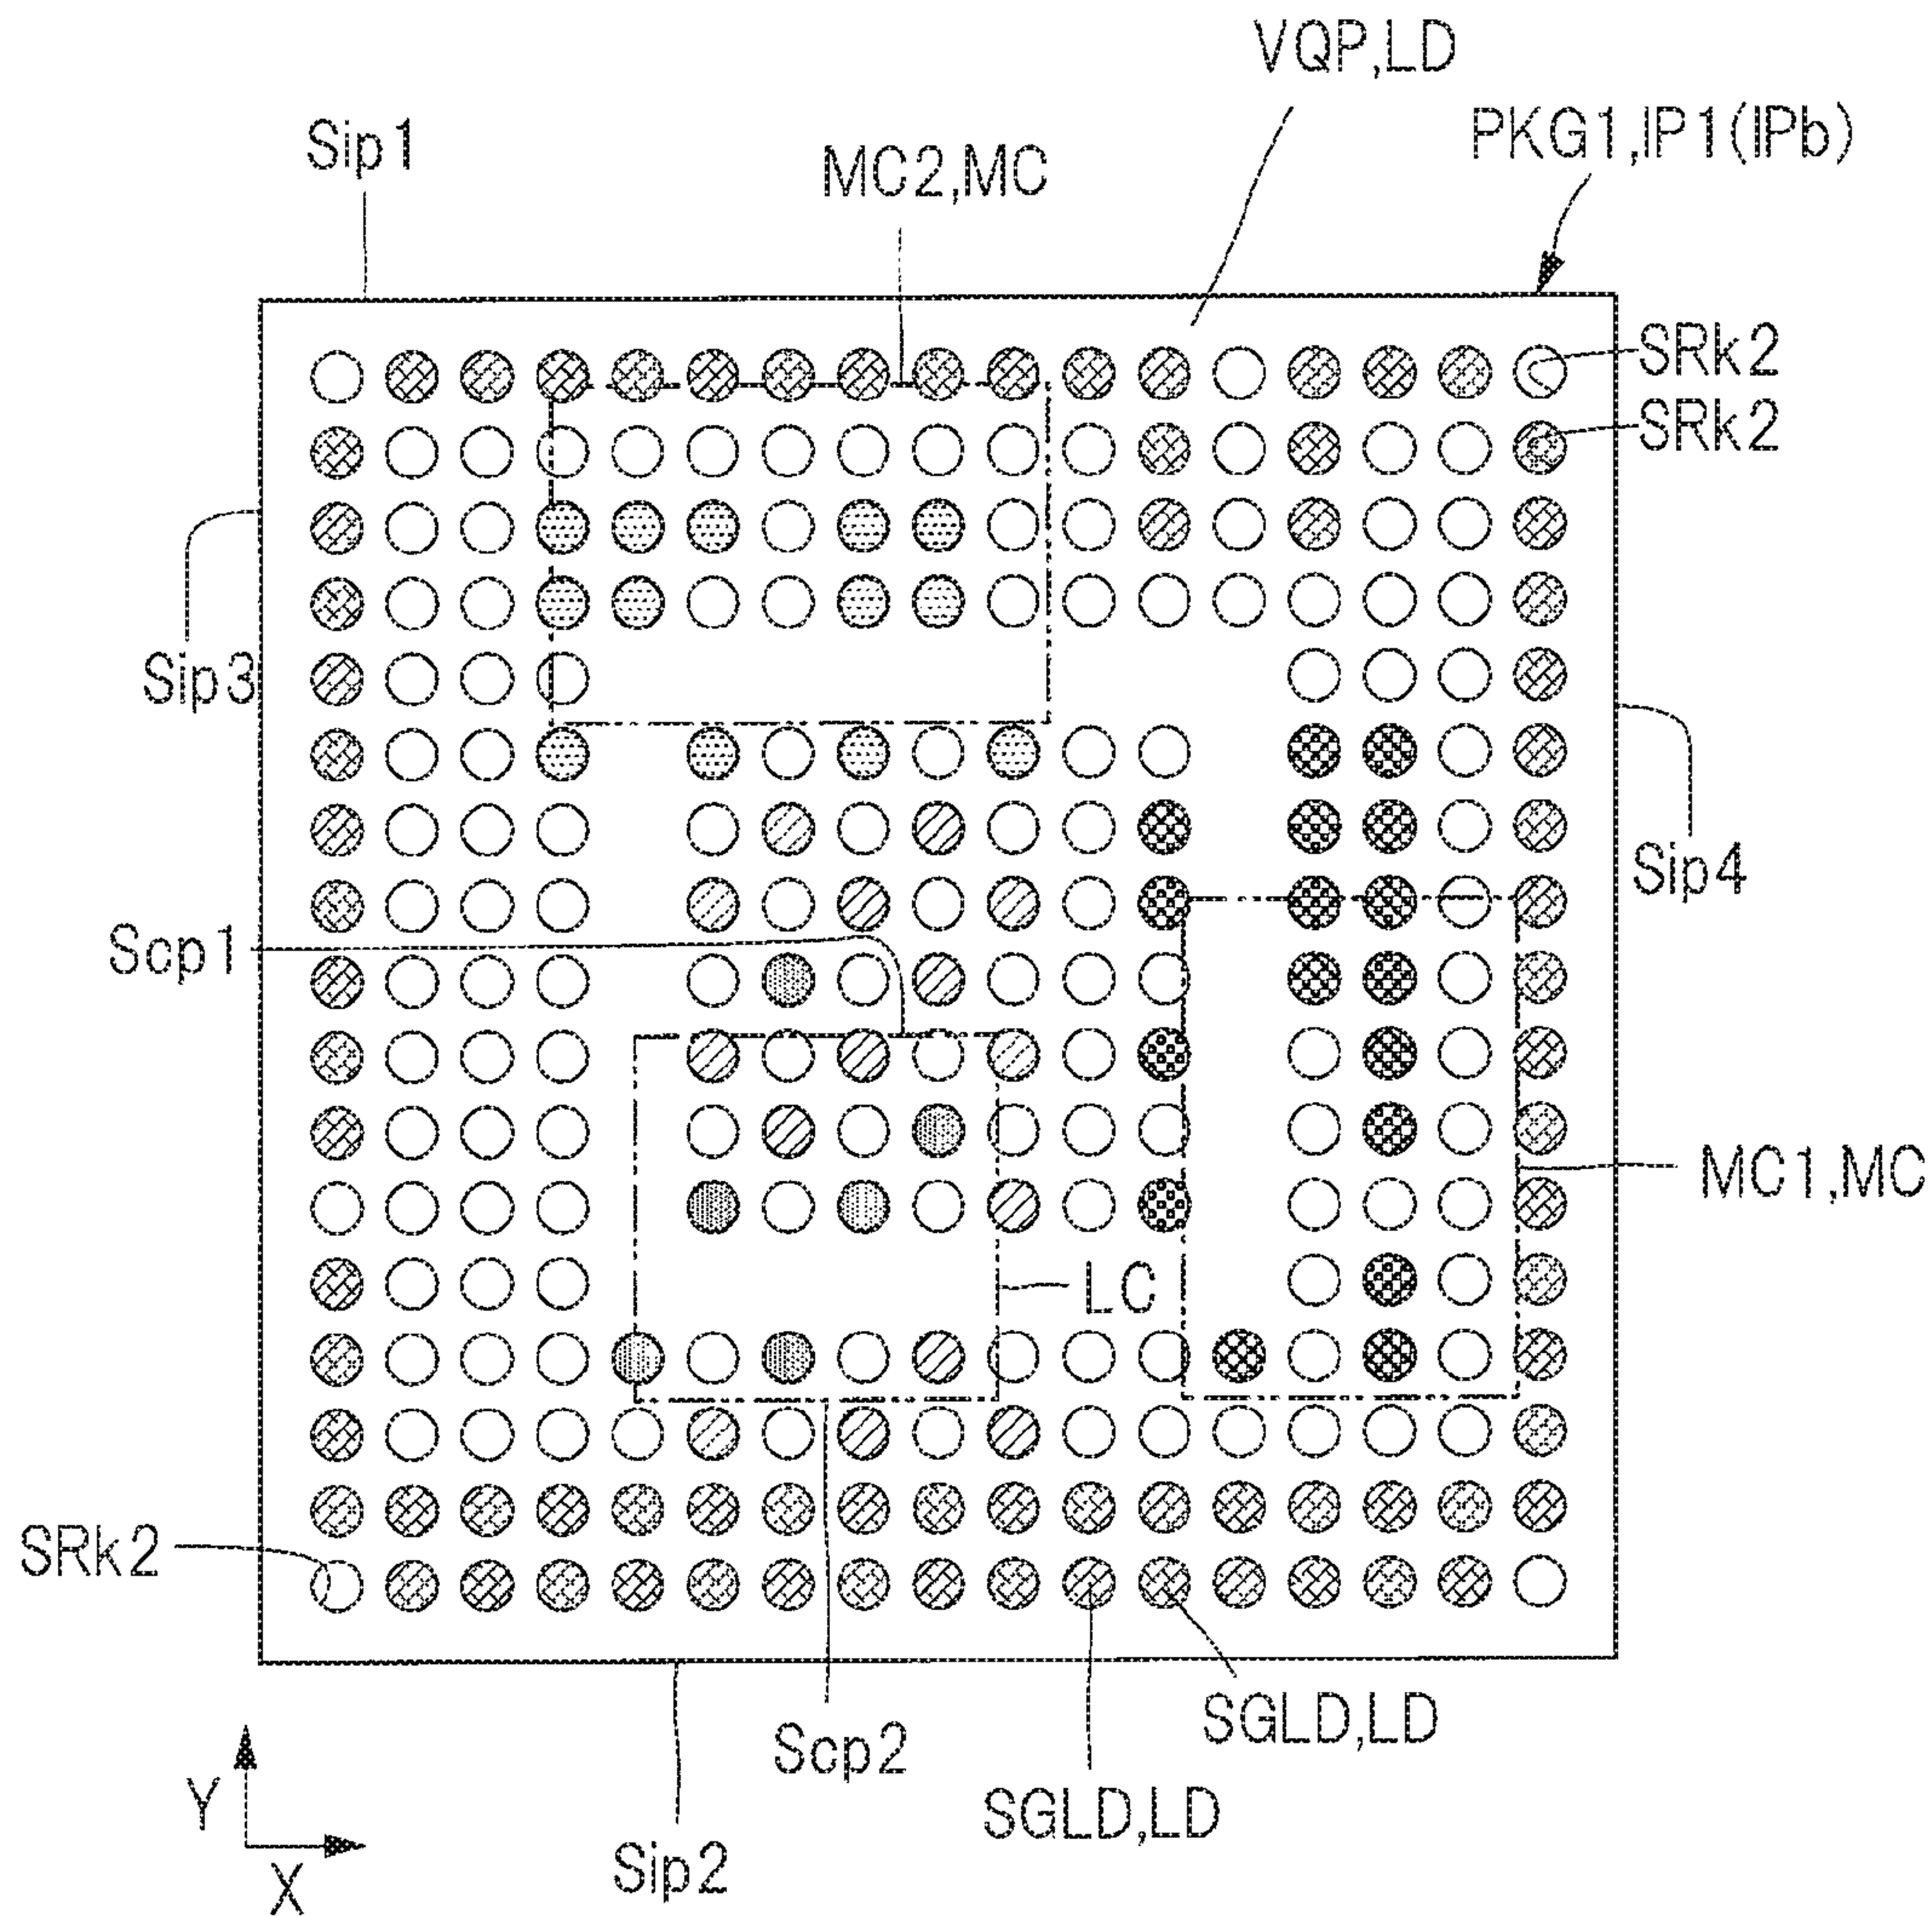 VQP,LD
PKG1,IP1(IPb)
Sip1
MC2,MC
SRk2
SRk2
Sip3
Sip4
Scp1
MC1,MC
LC
SRk2
SGLD,LD
Scp2
SGLD,LD
Y
Sip2
X